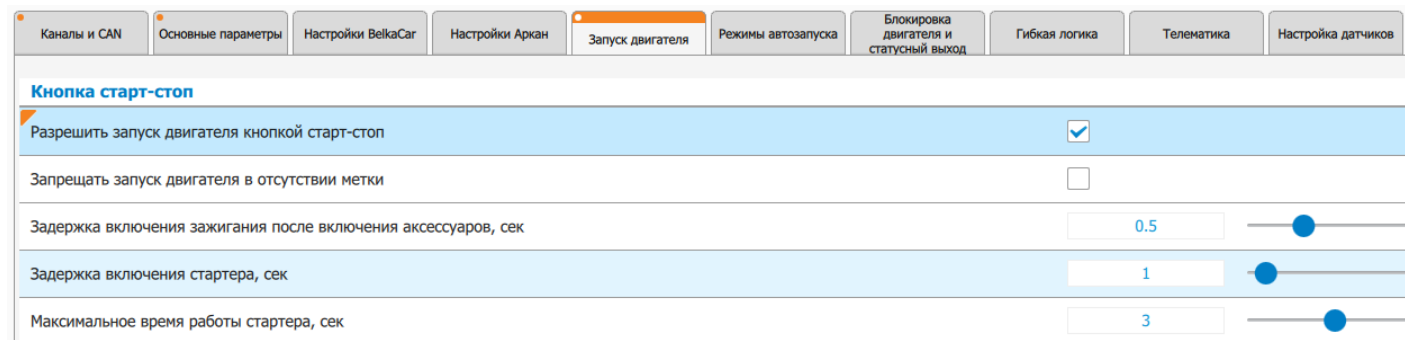 Каналы и CAN
Основные параметры
Настройки BelkaCar
Настройки Аркан
Запуск двигателя
Режимы автозапуска
Блокировка
двигателя и
статусный выход
Гибкая логика
Телематика
Настройка датчиков
Кнопка старт-стоп
Разрешить запуск двигателя кнопкой старт-стоп
Запрещать запуск двигателя в отсутствии метки
Задержка включения зажигания после включения аксессуаров, сек 0.5
Задержка включения стартера, сек 1
Максимальное время работы стартера, сек 3